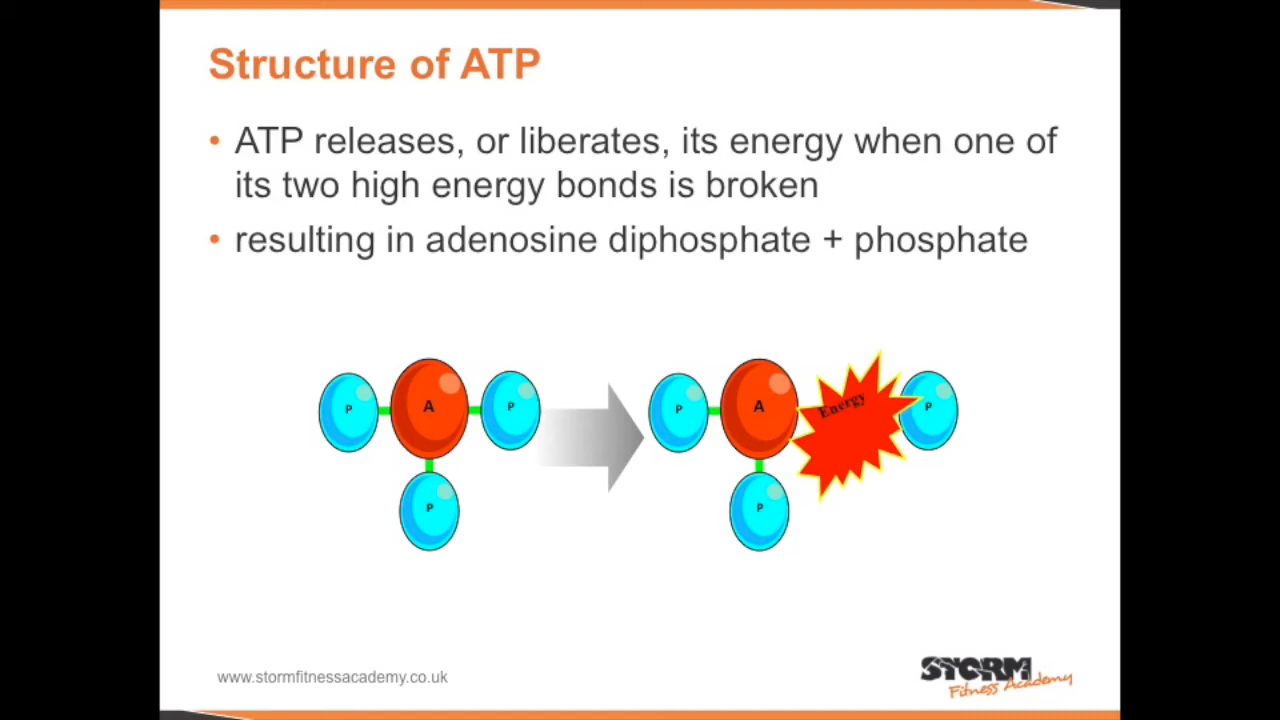 Structure of ATP
• ATP releases, or liberates, its energy when one of
its two high energy bonds is broken
• resulting in adenosine diphosphate + phosphate
P A P P A Energy P
P P
www.stormfitnessacademy.co.uk
STORM
Fitness Academy